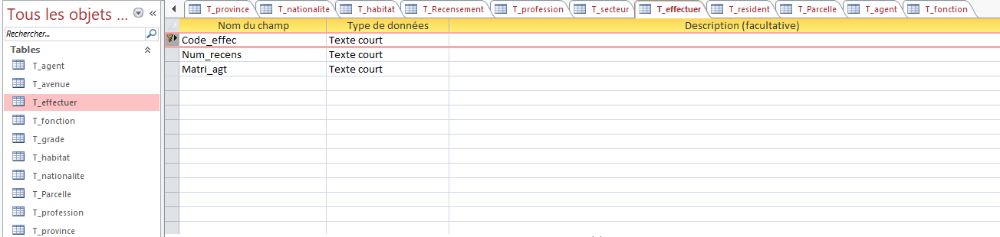 Tous les objets ... «
T_province T_nationalite T_habitat T_Recensement T_profession T_secteur T_effectuer T_resident T_Parcelle T_agent T_fonction
Rechercher...
Nom du champ Type de données Description (facultative)
Code_effec Texte court
Num_recens Texte court
Matri_agt Texte court
Tables
T_agent
T_avenue
T_effectuer
T_fonction
T_grade
T_habitat
T_nationalite
T_Parcelle
T_profession
T_province